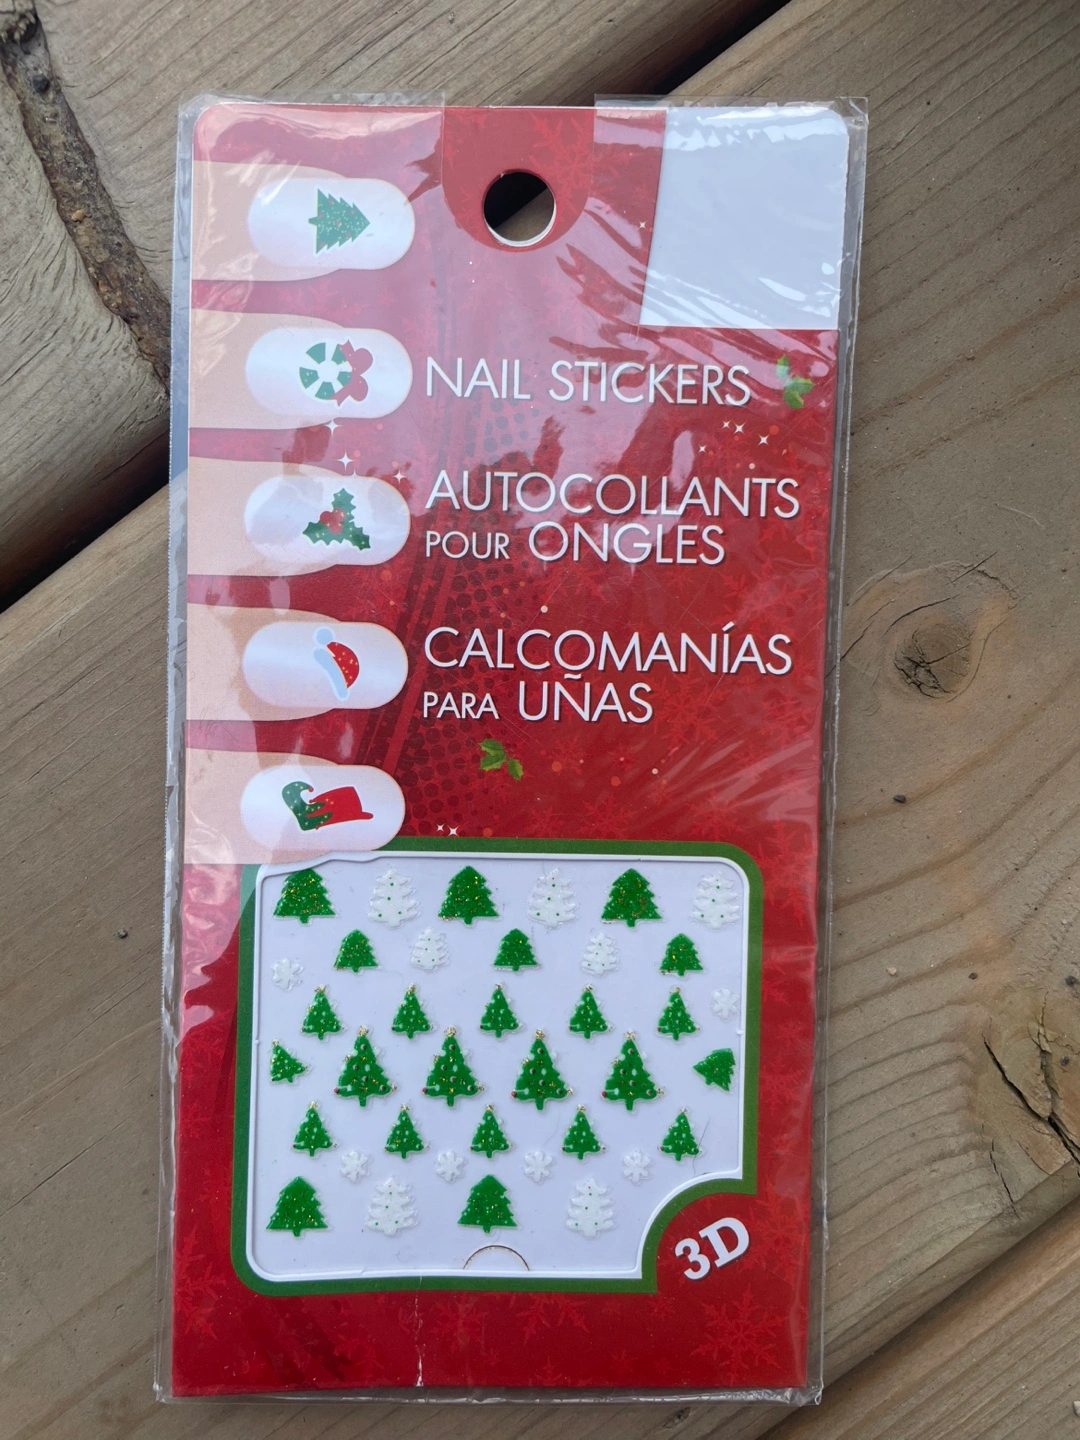 NAIL STICKERS
AUTOCOLLANTS
POUR ONGLES
CALCOMANÍAS
PARA UÑAS
3D